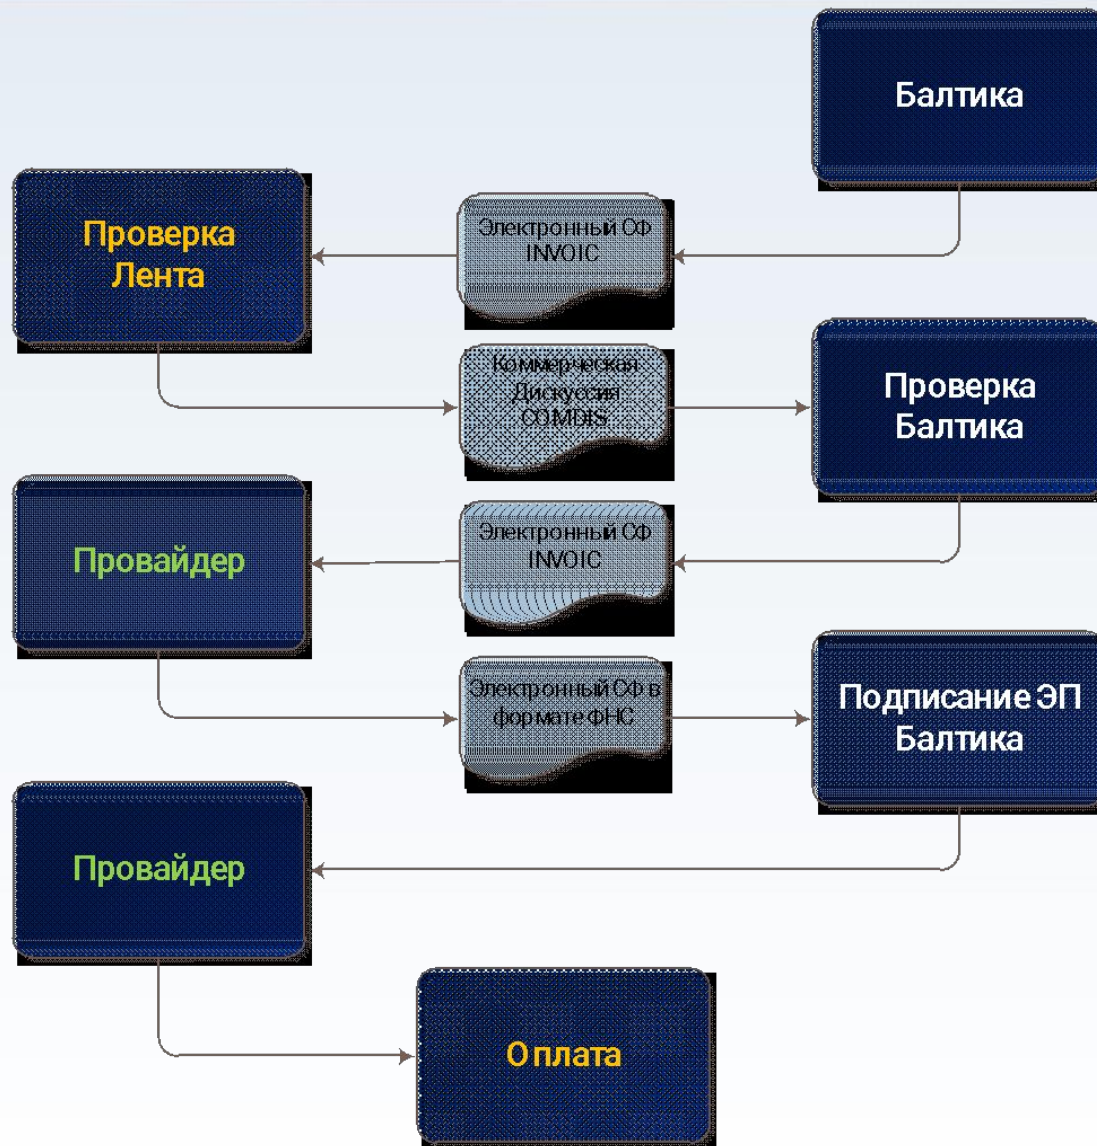 Балтика
Проверка
Лента
Электронный СФ
INVOIC
Коммерческая
Дискуссия
COMDIS
Проверка
Балтика
Провайдер
Электронный СФ
INVOIC
Электронный СФ в
формате ФНС
Подписание ЭП
Балтика
Провайдер
Оплата